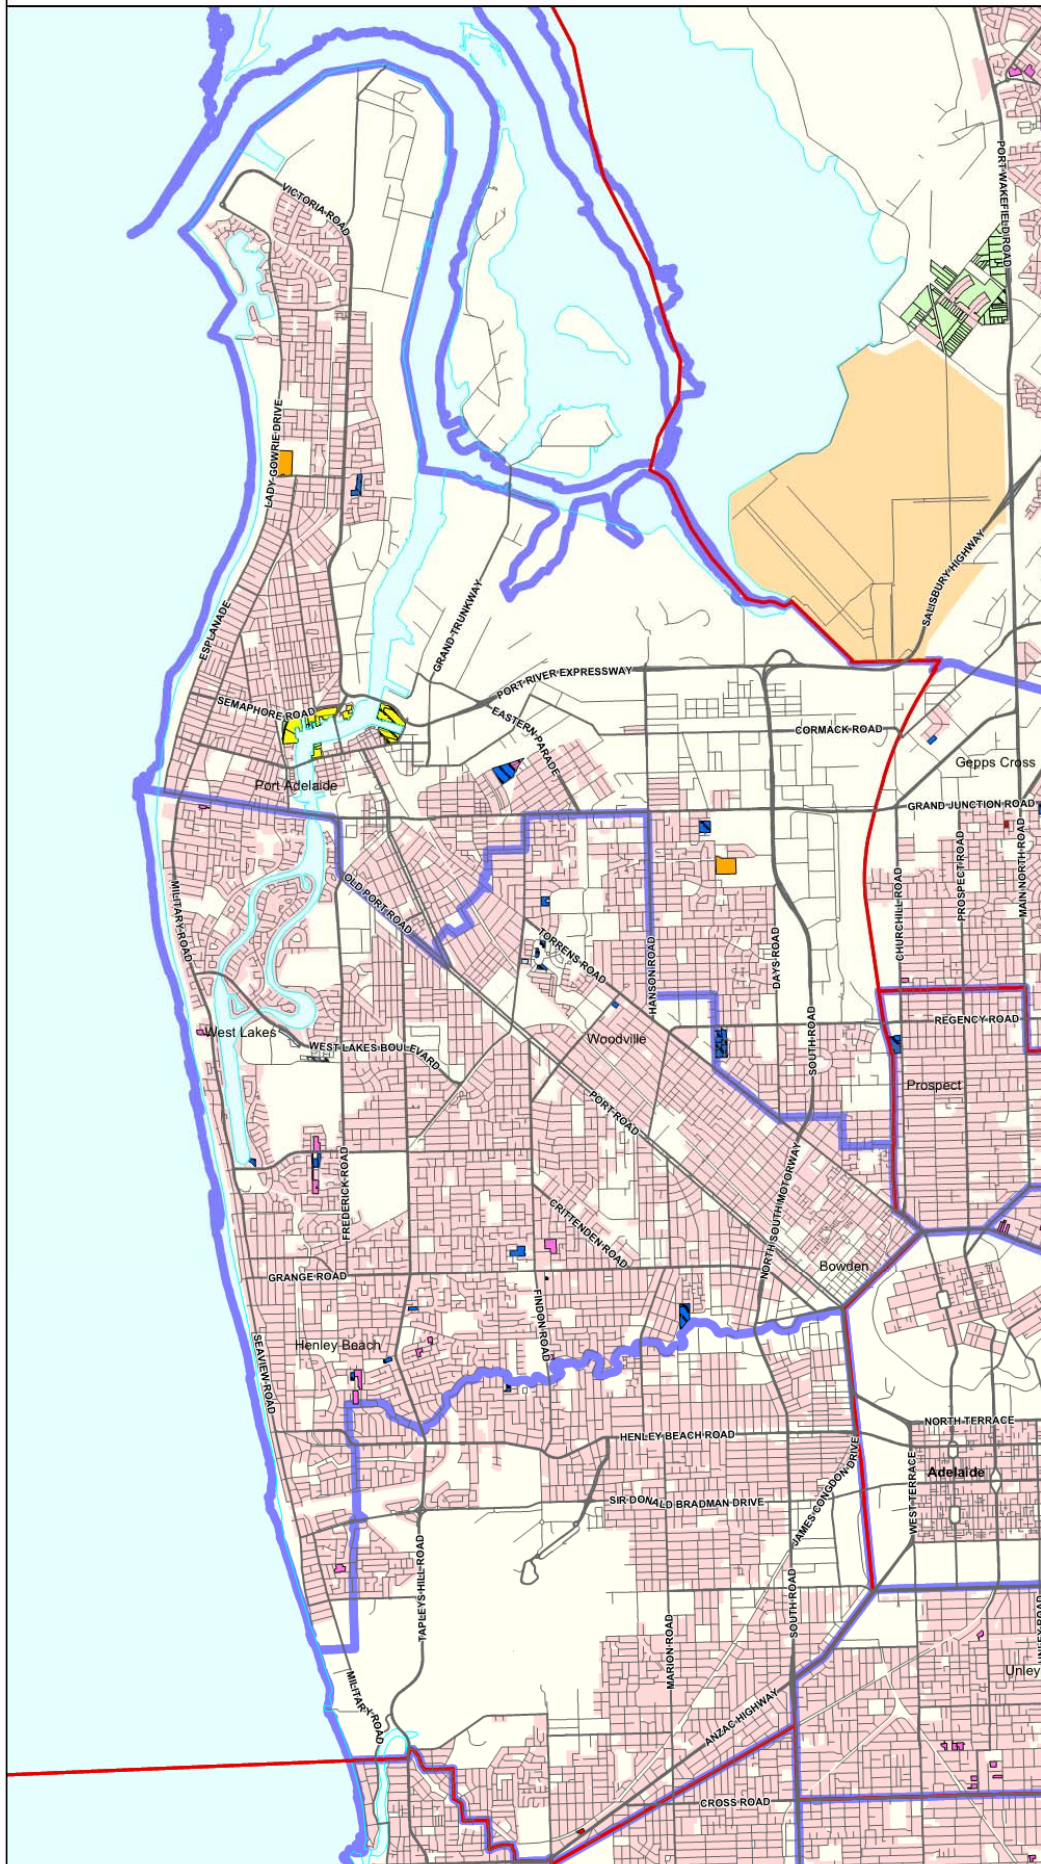 PORT WAKEFIELD ROAD
VICTORIA ROAD
LADY GOWRIE DRIVE
SALISBURY HIGHWAY
ESPLANADE
GRAND TRUNKWAY
PORT RIVER EXPRESSWAY
SEMAPHORE ROAD
EASTERN PARADE
CORMACK ROAD
Gepps Cross
Port Adelaide
GRAND JUNCTION ROAD
PROSPECT ROAD
MAIN NORTH ROAD
CHURCHILL ROAD
OLD PORT ROAD
MILITARY ROAD
TORRENS ROAD
HANSON ROAD
DAYS ROAD
SOUTH ROAD
REGENCY ROAD
West Lakes
WEST LAKES BOULEVARD
Woodville
PORT ROAD
Prospect
FREDERICK ROAD
CRITTENDEN ROAD
NORTH SOUTH MOTORWAY
Bowden
GRANGE ROAD
FINDON ROAD
SEAVIEW ROAD
Henley Beach
NORTH TERRACE
HENLEY BEACH ROAD
JAMES CONGDON DRIVE
WEST TERRACE
Adelaide
SIR DONALD BRADMAN DRIVE
TAPLEYS HILL ROAD
SOUTH ROAD
MARION ROAD
Unley
MILITARY ROAD
ANZAC HIGHWAY
CROSS ROAD